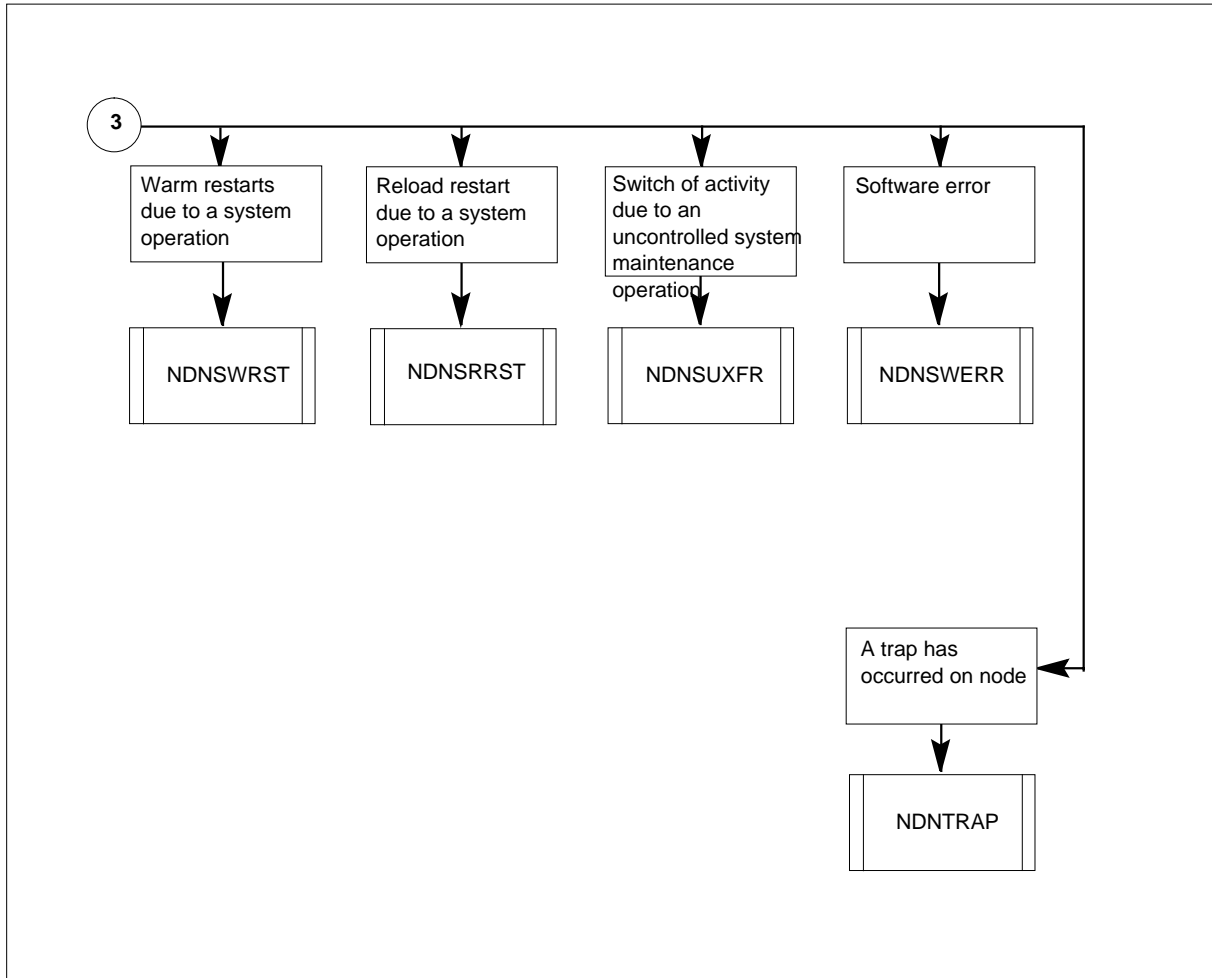 3
Warm restarts
due to a system
operation
Reload restart
due to a system
operation
Switch of activity
due to an
uncontrolled system
maintenance
operation
Software error
NDNSWRST
NDNSRRST
NDNSUXFR
NDNSWERR
A trap has
occurred on node
NDNTRAP